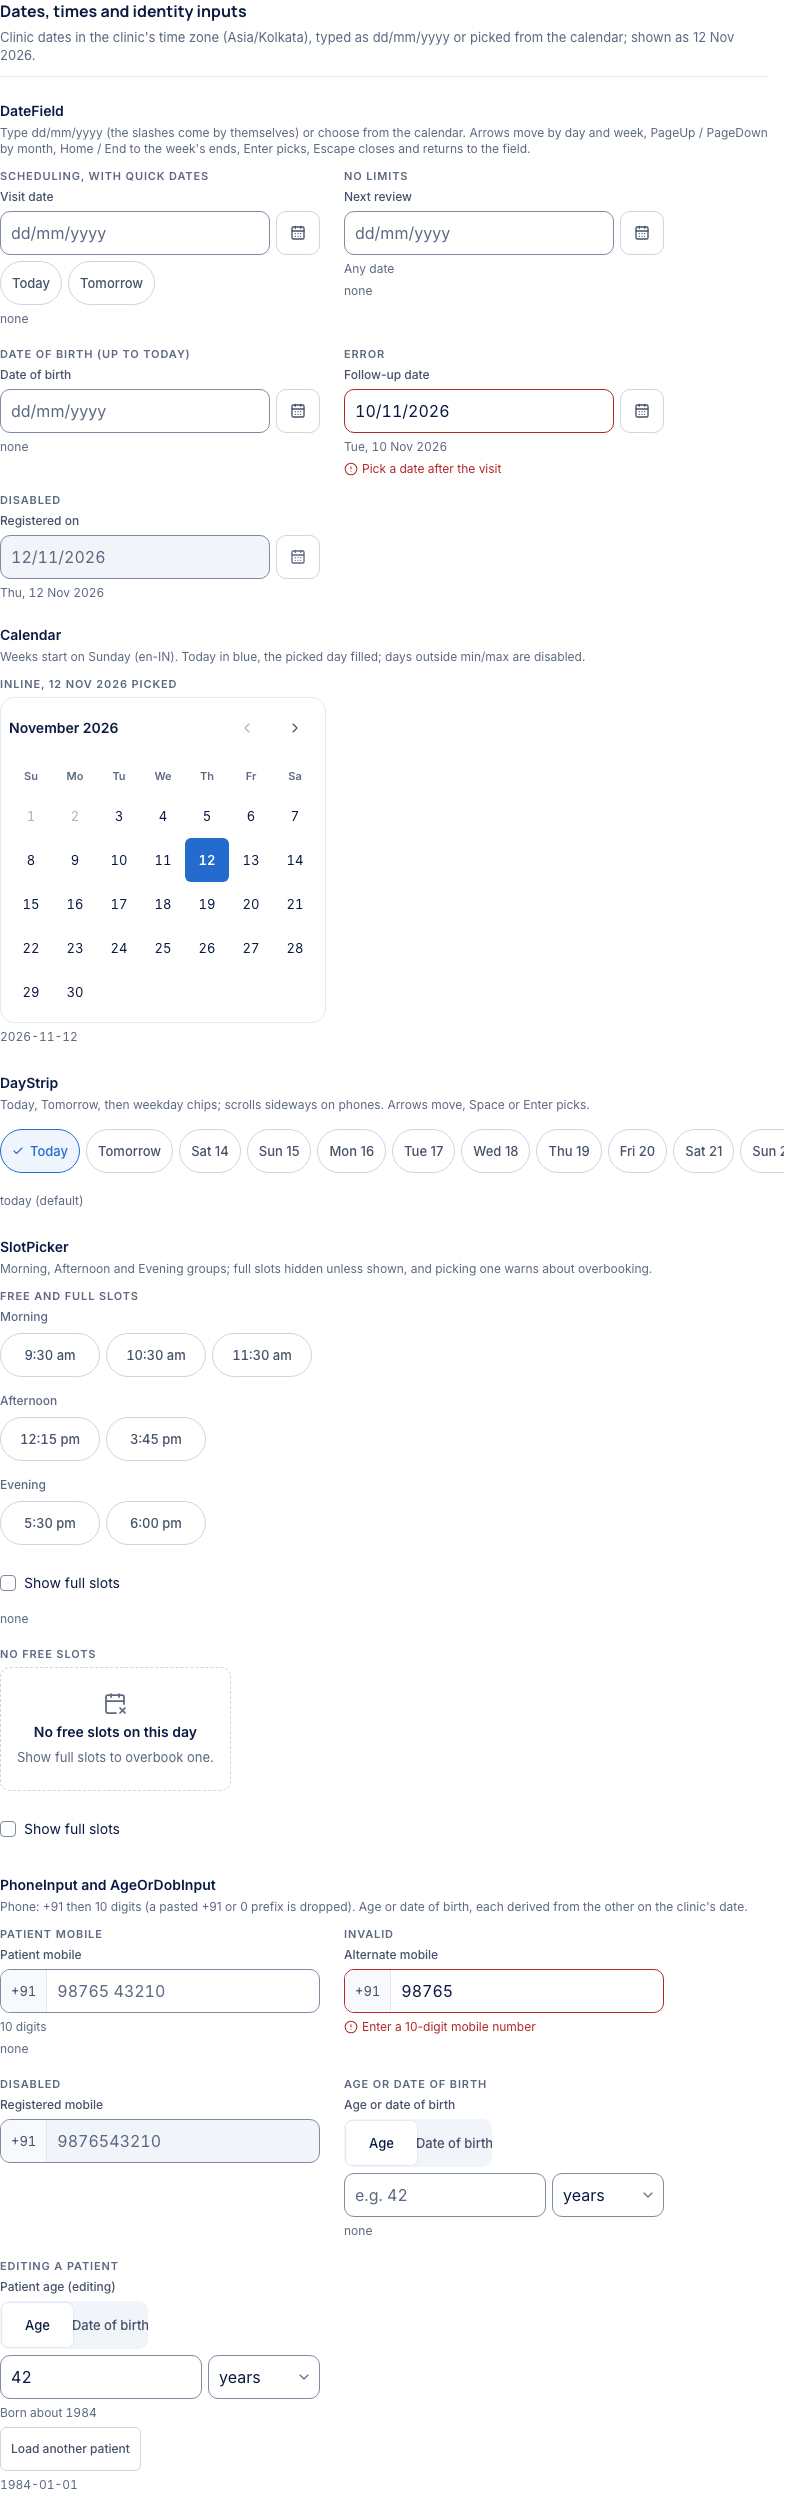 Dates, times and identity inputs
Clinic dates in the clinic's time zone (Asia/Kolkata), typed as dd/mm/yyyy or picked from the calendar; shown as 12 Nov
2026.
DateField
Type dd/mm/yyyy (the slashes come by themselves) or choose from the calendar. Arrows move by day and week, PageUp / PageDown
by month, Home / End to the week's ends, Enter picks, Escape closes and returns to the field.
SCHEDULING, WITH QUICK DATES
Visit date
dd/mm/yyyy
Today Tomorrow
none
NO LIMITS
Next review
dd/mm/yyyy
Any date
none
DATE OF BIRTH (UP TO TODAY)
Date of birth
dd/mm/yyyy
none
ERROR
Follow-up date
10/11/2026
Tue, 10 Nov 2026
Pick a date after the visit
DISABLED
Registered on
12/11/2026
Thu, 12 Nov 2026
Calendar
Weeks start on Sunday (en-IN). Today in blue, the picked day filled; days outside min/max are disabled.
INLINE, 12 NOV 2026 PICKED
November 2026
Su Mo Tu We Th Fr Sa
1 2 3 4 5 6 7
8 9 10 11 12 13 14
15 16 17 18 19 20 21
22 23 24 25 26 27 28
29 30
2026-11-12
DayStrip
Today, Tomorrow, then weekday chips; scrolls sideways on phones. Arrows move, Space or Enter picks.
Today Tomorrow Sat 14 Sun 15 Mon 16 Tue 17 Wed 18 Thu 19 Fri 20 Sat 21 Sun
today (default)
SlotPicker
Morning, Afternoon and Evening groups; full slots hidden unless shown, and picking one warns about overbooking.
FREE AND FULL SLOTS
Morning
9:30 am 10:30 am 11:30 am
Afternoon
12:15 pm 3:45 pm
Evening
5:30 pm 6:00 pm
Show full slots
none
NO FREE SLOTS
No free slots on this day
Show full slots to overbook one.
Show full slots
PhoneInput and AgeOrDobInput
Phone: +91 then 10 digits (a pasted +91 or 0 prefix is dropped). Age or date of birth, each derived from the other on the clinic's date.
PATIENT MOBILE
Patient mobile
+91 98765 43210
10 digits
none
INVALID
Alternate mobile
+91 98765
Enter a 10-digit mobile number
DISABLED
Registered mobile
+91 9876543210
AGE OR DATE OF BIRTH
Age or date of birth
Age Date of birth
e.g. 42 years
none
EDITING A PATIENT
Patient age (editing)
Age Date of birth
42 years
Born about 1984
Load another patient
1984-01-01